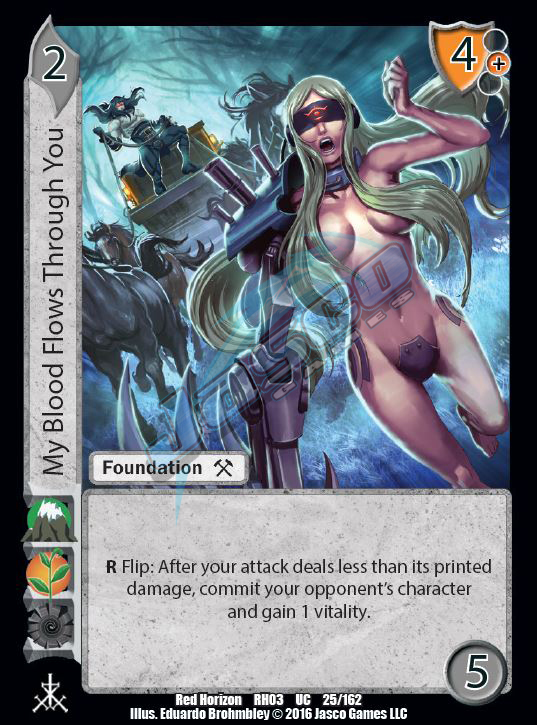 2
4
+
My Blood Flows Through You
Foundation
R Flip: After your attack deals less than its printed
damage, commit your opponent's character
and gain 1 vitality.
5
Red Horizon RH03 UC 25/162
Illus. Eduardo Brohmbley © 2016 Jasco Games LLC